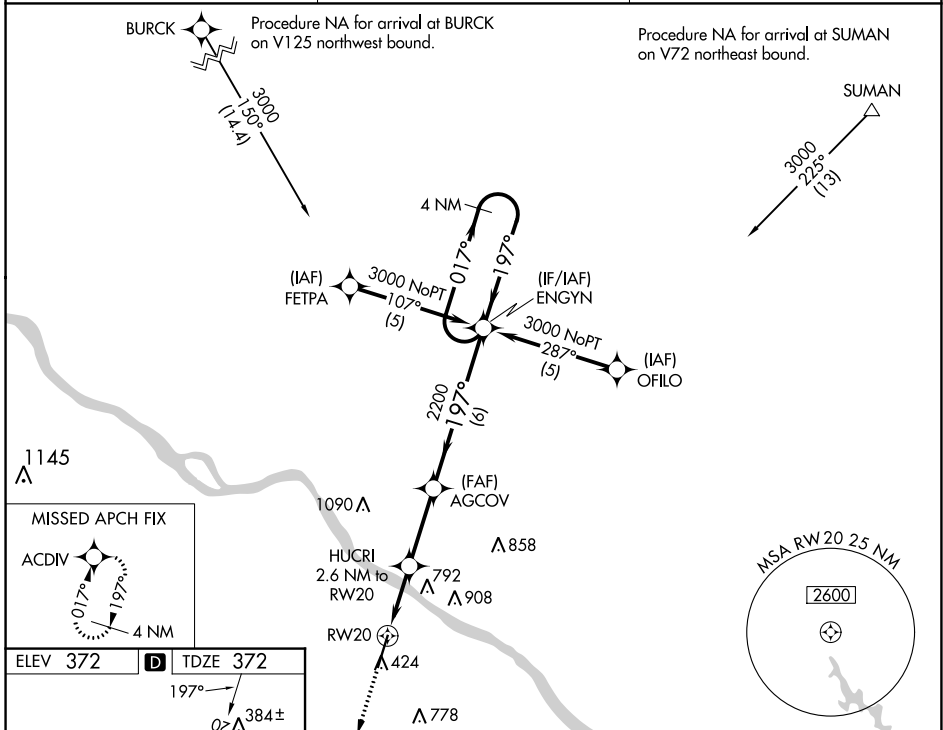 BURCK
Procedure NA for arrival at BURCK
on V125 northwest bound.
Procedure NA for arrival at SUMAN
on V72 northeast bound.
3000
150°
(14.4)
SUMAN
3000
225°
(13)
4 NM
017°
197°
(IAF)
FETPA
3000 NoPT
107°
(5)
(IF/IAF)
ENGYN
3000 NoPT
287°
(5)
(IAF)
OFILO
2200
197°
(6)
1145
1090
(FAF)
AGCOV
858
MISSED APCH FIX
ACDIV
017°
197°
4 NM
HUCRI
2.6 NM to
RW20
792
908
RW20
424
778
MSA RW20 25 NM
2600
ELEV 372
D
TDZE 372
197°
20
384±